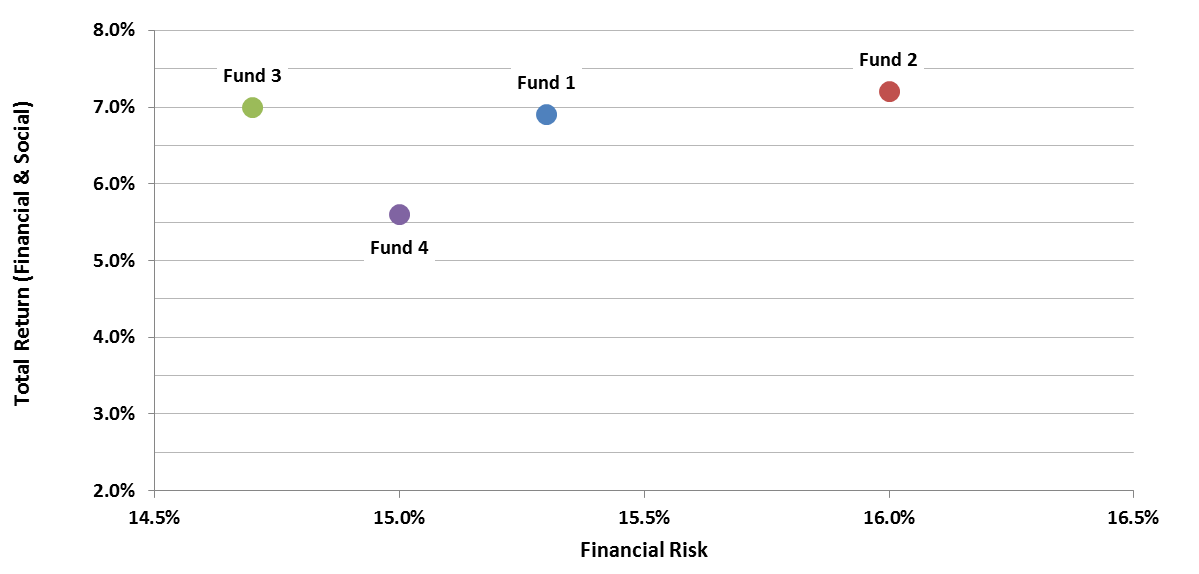 Total Return (Financial & Social)
8.0%
7.0%
6.0%
5.0%
4.0%
3.0%
2.0%
Fund 3
Fund 1
Fund 2
Fund 4
14.5%
15.0%
15.5%
16.0%
16.5%
Financial Risk